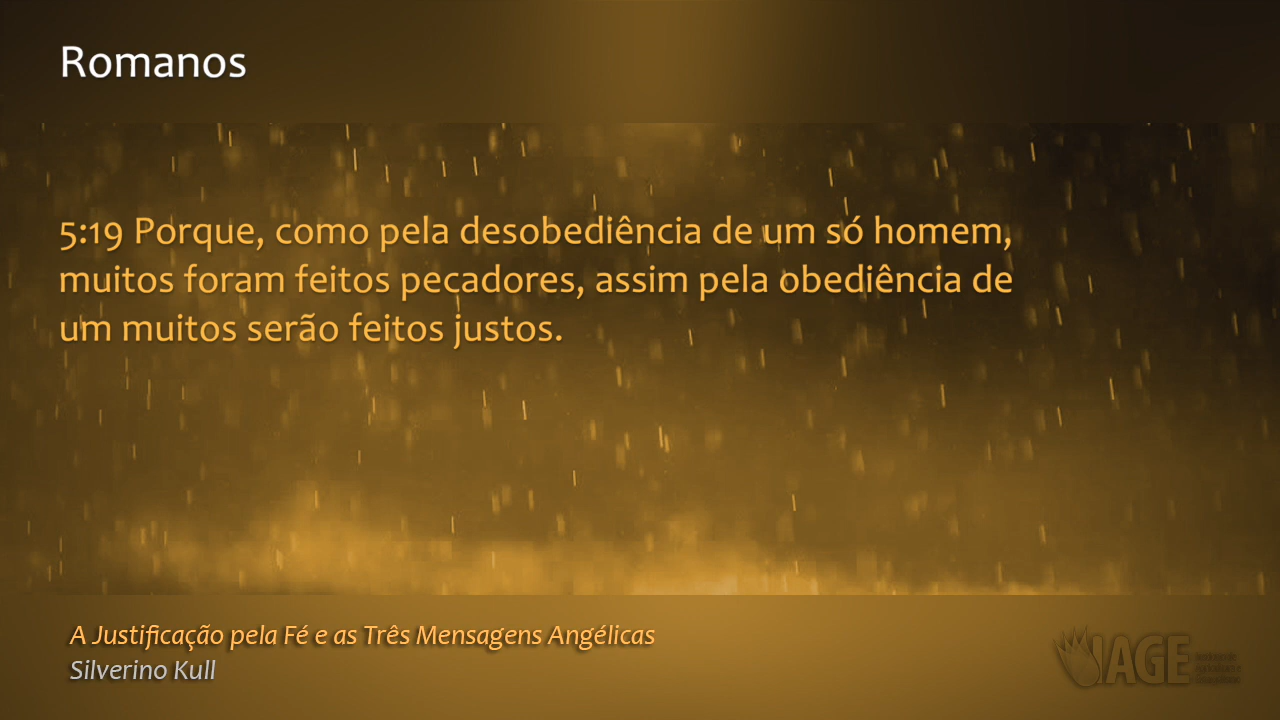 Romanos
5:19 Porque, como pela desobediência de um só homem,
muitos foram feitos pecadores, assim pela obediência de
um muitos serão feitos justos.
A Justificação pela Fé e as Três Mensagens Angélicas
Silverino Kull
IAGE